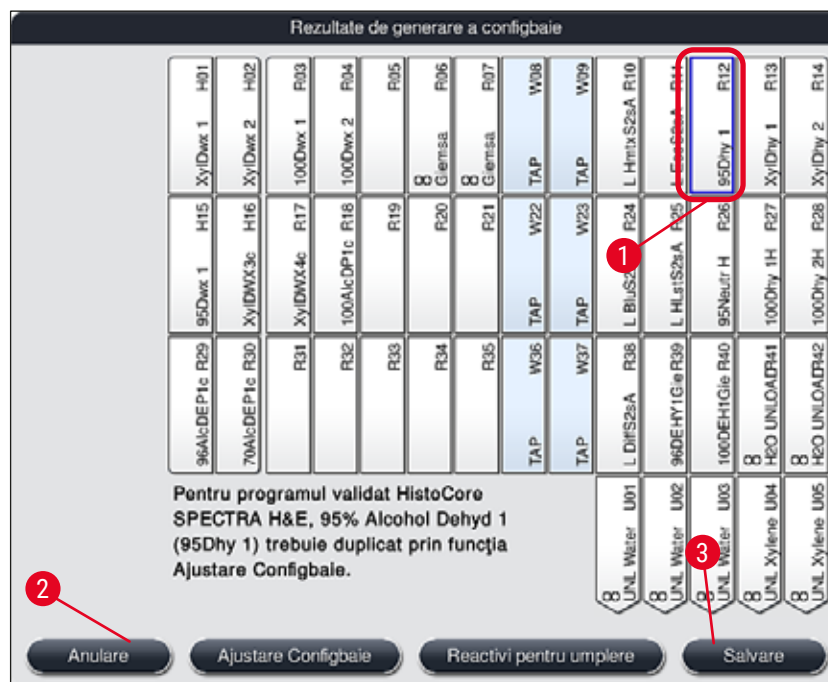 Rezultate de generare a configbaie
XylDwx 1 H01
XylDwx 2 H02
100Dwx 1 R03
100Dwx 2 R04
R05
∞ Giemsa R06
∞ Giemsa R07
TAP W08
TAP W09
L HmtxS2sA R10
R11
95Dhy 1 R12
XylDhy 1 R13
XylDhy 2 R14
95Dwx 1 H15
XylDWX3c H16
XylDWX4c R17
100AlcDP1c R18
R19
R20
R21
TAP W22
TAP W23
L BluS2 R24
L HLstS2sA R25
95Neutr H R26
100Dhy 1H R27
100Dhy 2H R28
96AlcDEP1c R29
70AlcDEP1c R30
R31
R32
R33
R34
R35
TAP W36
TAP W37
L DiffS2sA R38
96DEHY1Gie R39
100DEH1Gie R40
∞ H2O UNLOADR41
∞ H2O UNLOADR42
∞ UNL Water U01
∞ UNL Water U02
∞ UNL Water U03
∞ UNL Xylene U04
∞ UNL Xylene U05
1
Pentru programul validat HistoCore
SPECTRA H&E, 95% Alcohol Dehyd 1
(95Dhy 1) trebuie duplicat prin funcția
Ajustare Configbaie.
2
3
Anulare
Ajustare Configbaie
Reactivi pentru umplere
Salvare